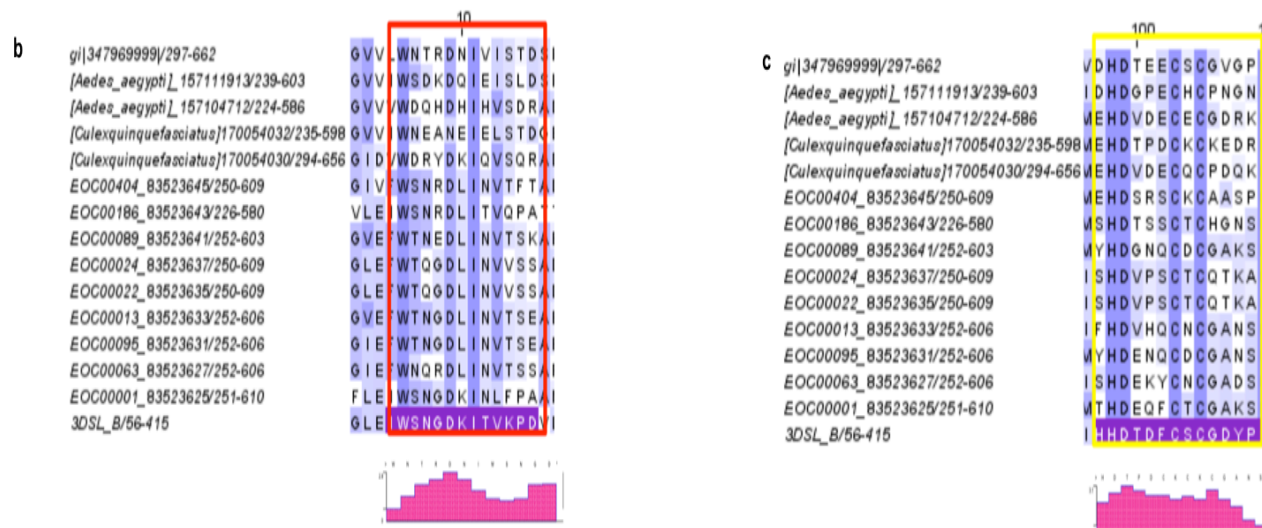 b
10
gi|347969999|/297-662 GVVLWNTRDNIVISTDSI
[Aedes_aegypti]_157111913/239-603 GVVIWSDKDQIEISLDSI
[Aedes_aegypti]_157104712/224-586 GVVVWDQHDHIHVSDRAI
[Culexquinquefasciatus]170054032/235-598 GVVIWNEANEIELSTDGI
[Culexquinquefasciatus]170054030/294-656 GIDVWDRYDKIQVSQRAI
EOC00404_83523645/250-609 GIVFWSNRDLINVTFTAI
EOC00186_83523643/226-580 VLEIWSNRDLITVQPATT
EOC00089_83523641/252-603 GVEFWTNEDLINVTSKAI
EOC00024_83523637/250-609 GLEFWTQGDLINVVSSAI
EOC00022_83523635/250-609 GLEFWTQGDLINVVSSAI
EOC00013_83523633/252-606 GVEFWTNGDLINVTSEAI
EOC00095_83523631/252-606 GIEFWTNGDLINVTSEAI
EOC00063_83523627/252-606 GIEFWNQRDLINVTSSAI
EOC00001_83523625/251-610 FLEIWSNGDKINLFPAAI
3DSL_B/56-415 GLEIWSNGDKITVKPDVI
c
100
gi|347969999|/297-662 VDHDTEECSCGVGP
[Aedes_aegypti]_157111913/239-603 IDHDGPECHCPNGN
[Aedes_aegypti]_157104712/224-586 MEHDVDECECGDRK
[Culexquinquefasciatus]170054032/235-598 MEHDTPDCKCKEDR
[Culexquinquefasciatus]170054030/294-656 MEHDVDECQCPDQK
EOC00404_83523645/250-609 MEHDSRSCKCAASP
EOC00186_83523643/226-580 MSHDTSSCTCHGNS
EOC00089_83523641/252-603 MYHDGNQCDCGAKS
EOC00024_83523637/250-609 ISHDVPSCTCQTKA
EOC00022_83523635/250-609 ISHDVPSCTCQTKA
EOC00013_83523633/252-606 IFHDVHQCNCGANS
EOC00095_83523631/252-606 MYHDENQCDCGANS
EOC00063_83523627/252-606 ISHDEKYCNCGADS
EOC00001_83523625/251-610 MTHDEQFCTCGAKS
3DSL_B/56-415 IHHDTDFCSCGDYP